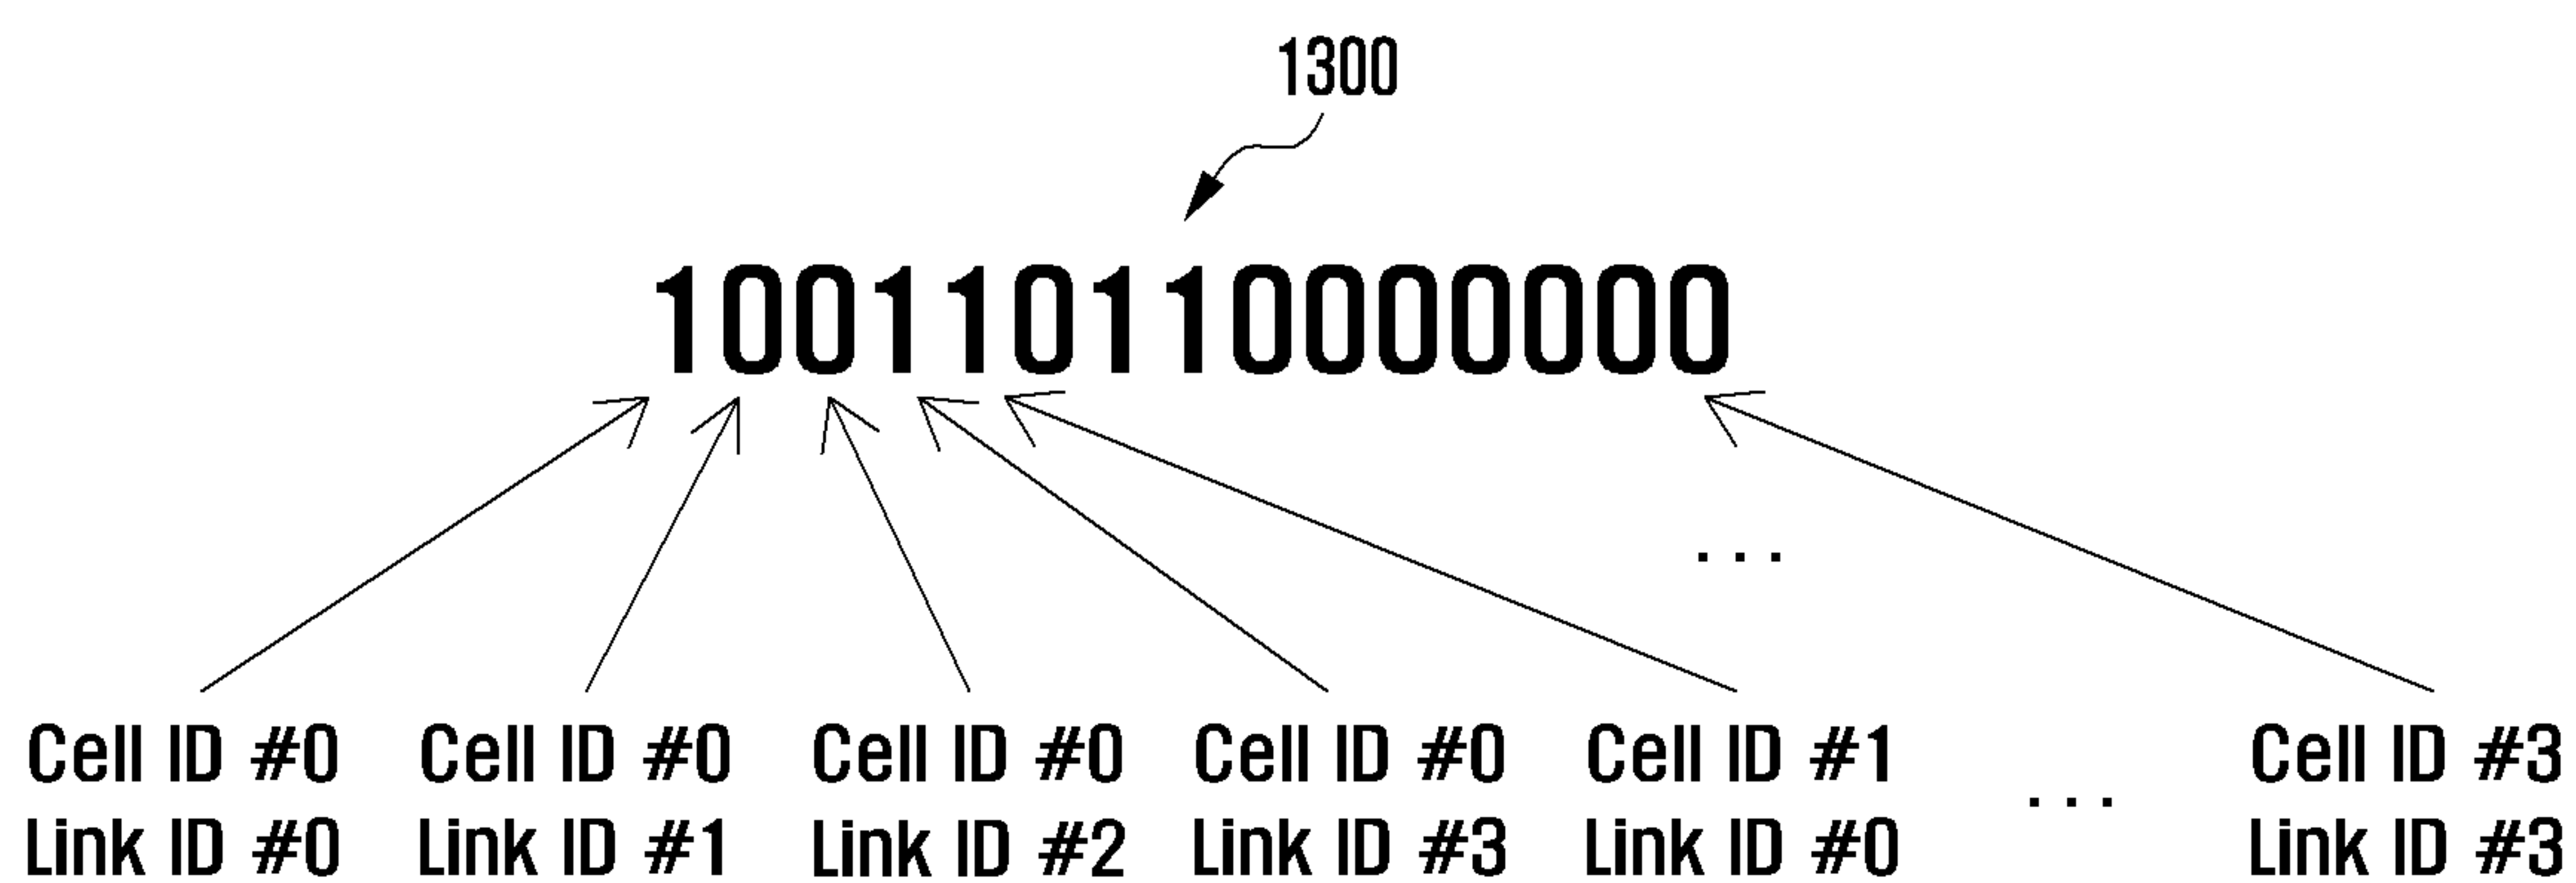 1300
100110110000000
...
Cell ID #0 Cell ID #0 Cell ID #0 Cell ID #0 Cell ID #1 ... Cell ID #3
Link ID #0 Link ID #1 Link ID #2 Link ID #3 Link ID #0 Link ID #3